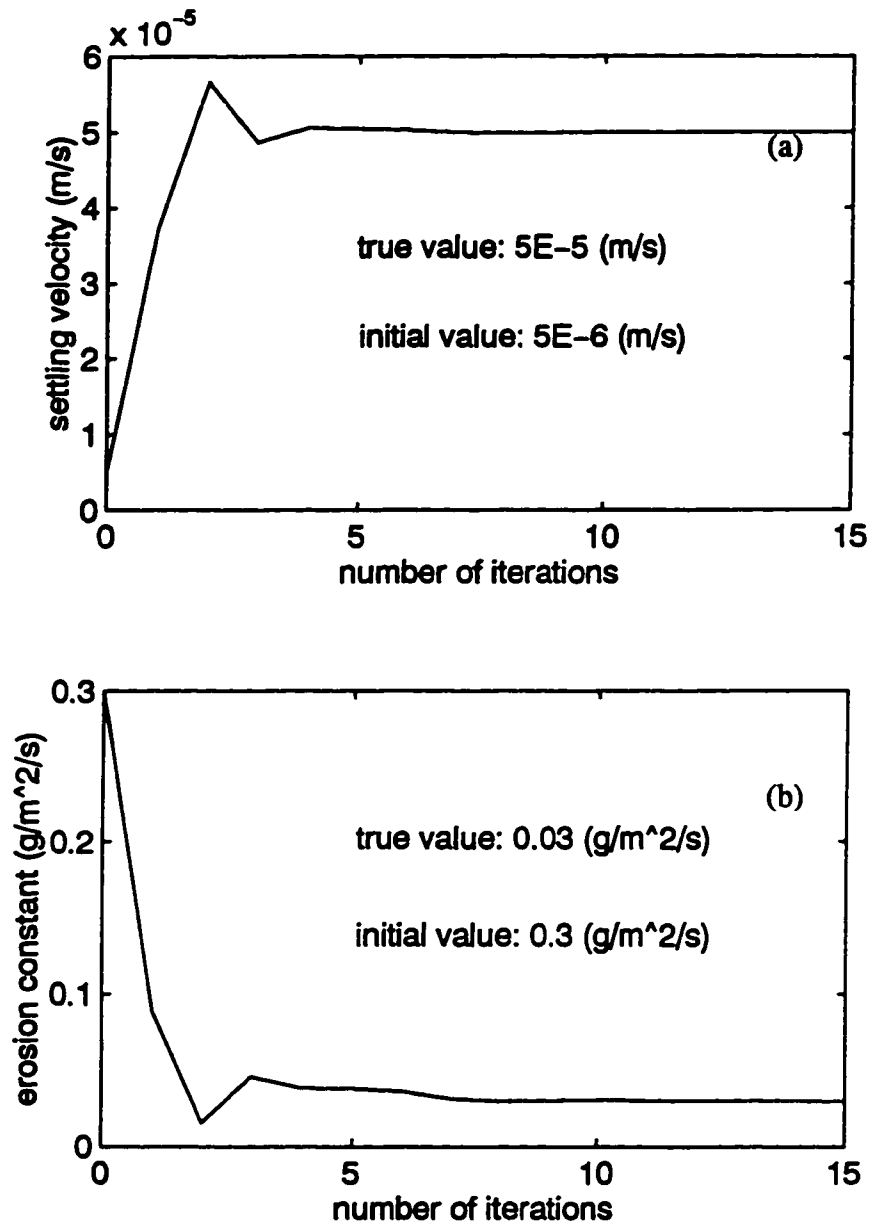 x 10⁻⁵
6
5
4
3
2
1
0
settling velocity (m/s)
(a)
true value: 5E−5 (m/s)
initial value: 5E−6 (m/s)
0 5 10 15
number of iterations
0.3
0.2
0.1
0
erosion constant (g/m^2/s)
(b)
true value: 0.03 (g/m^2/s)
initial value: 0.3 (g/m^2/s)
0 5 10 15
number of iterations